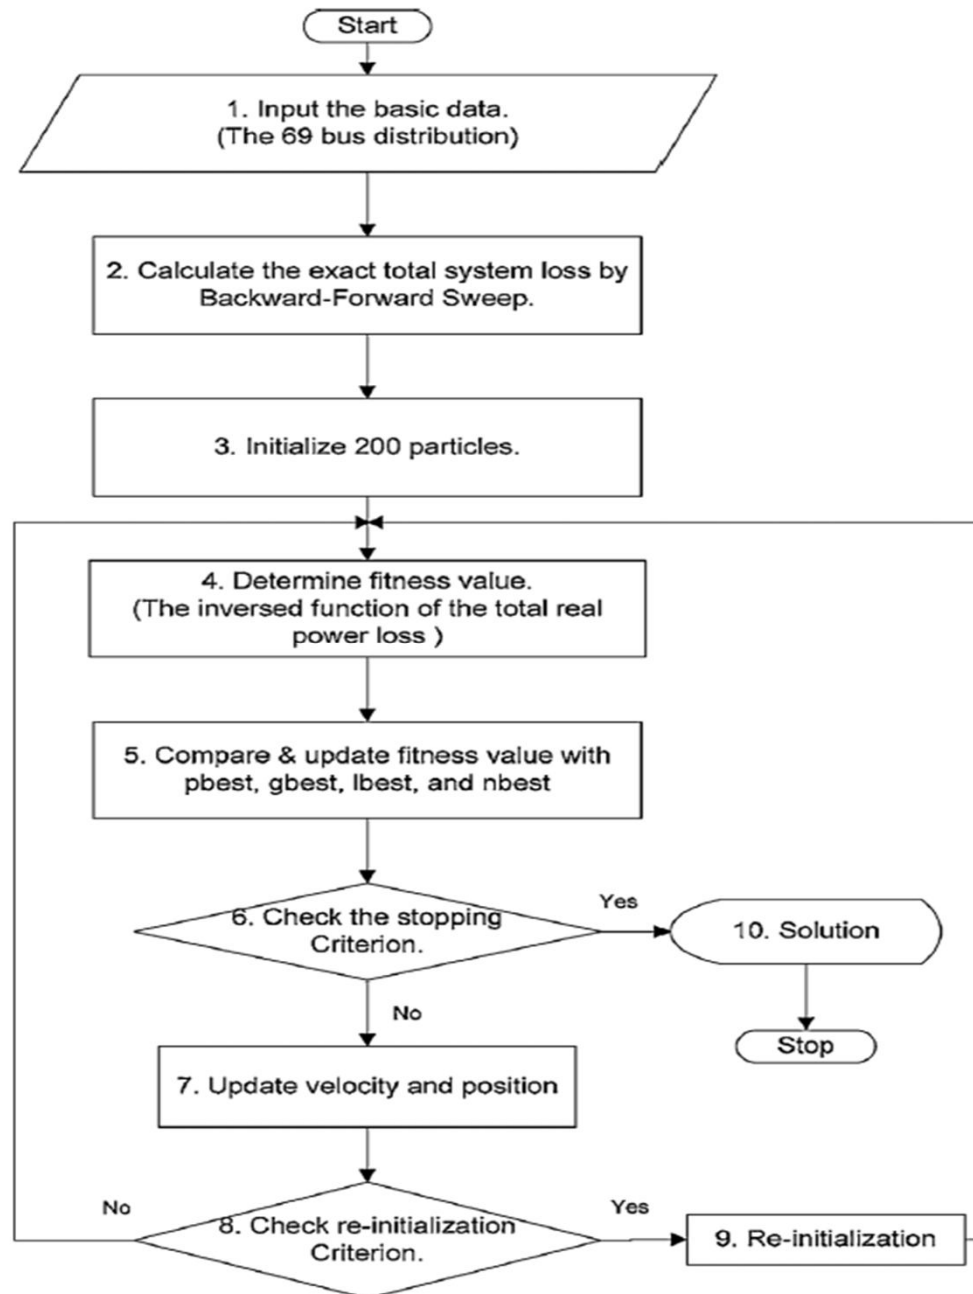 Start
1. Input the basic data.
(The 69 bus distribution)
2. Calculate the exact total system loss by
Backward-Forward Sweep.
3. Initialize 200 particles.
4. Determine fitness value.
(The inversed function of the total real
power loss )
5. Compare & update fitness value with
pbest, gbest, lbest, and nbest
6. Check the stopping
Criterion.
Yes
10. Solution
No
Stop
7. Update velocity and position
No
8. Check re-initialization
Criterion.
Yes
9. Re-initialization